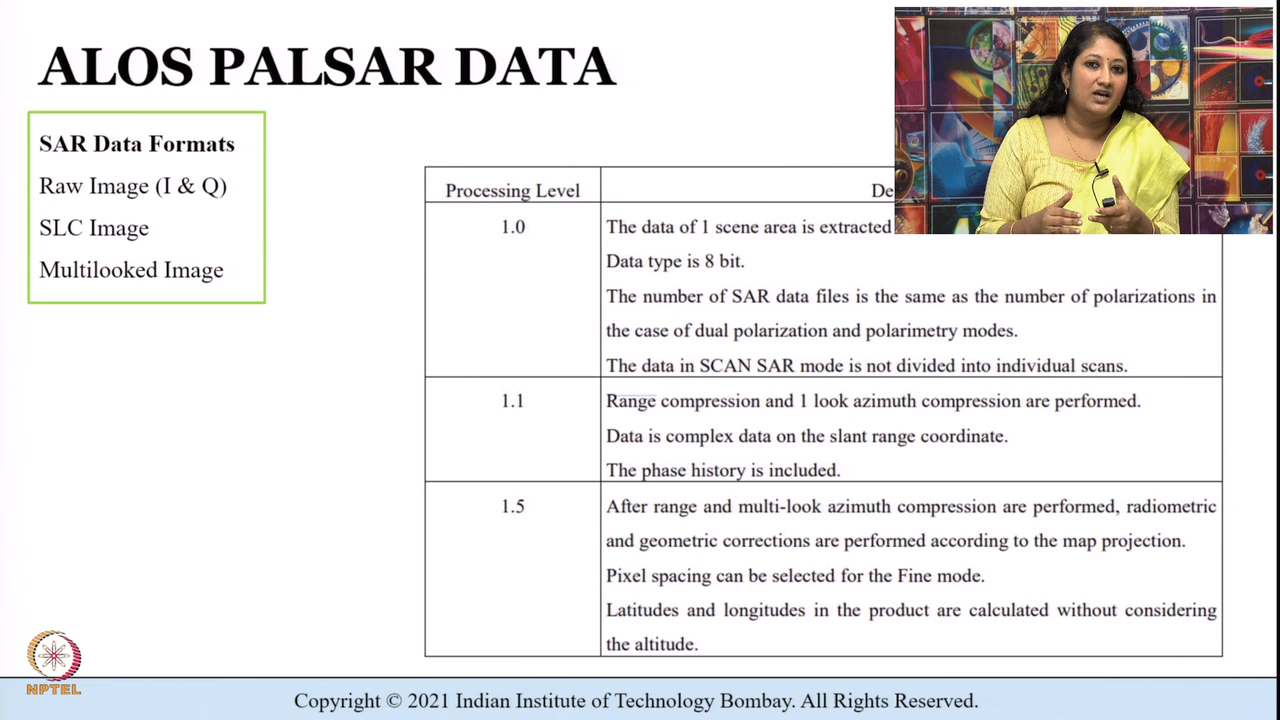 ALOS PALSAR DATA
SAR Data Formats
Raw Image (I & Q)
SLC Image
Multilooked Image
Processing Level
1.0
The data of 1 scene area is extracted
Data type is 8 bit.
The number of SAR data files is the same as the number of polarizations in
the case of dual polarization and polarimetry modes.
The data in SCAN SAR mode is not divided into individual scans.
1.1
Range compression and 1 look azimuth compression are performed.
Data is complex data on the slant range coordinate.
The phase history is included.
1.5
After range and multi-look azimuth compression are performed, radiometric
and geometric corrections are performed according to the map projection.
Pixel spacing can be selected for the Fine mode.
Latitudes and longitudes in the product are calculated without considering
the altitude.
NPTEL
Copyright © 2021 Indian Institute of Technology Bombay. All Rights Reserved.